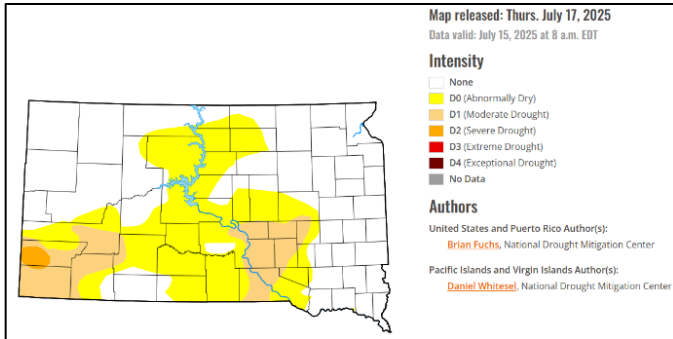 Map released: Thurs. July 17, 2025
Data valid: July 15, 2025 at 8 a.m. EDT
Intensity
None
D0 (Abnormally Dry)
D1 (Moderate Drought)
D2 (Severe Drought)
D3 (Extreme Drought)
D4 (Exceptional Drought)
No Data
Authors
United States and Puerto Rico Author(s):
Brian Fuchs, National Drought Mitigation Center
Pacific Islands and Virgin Islands Author(s):
Daniel Whitesel, National Drought Mitigation Center